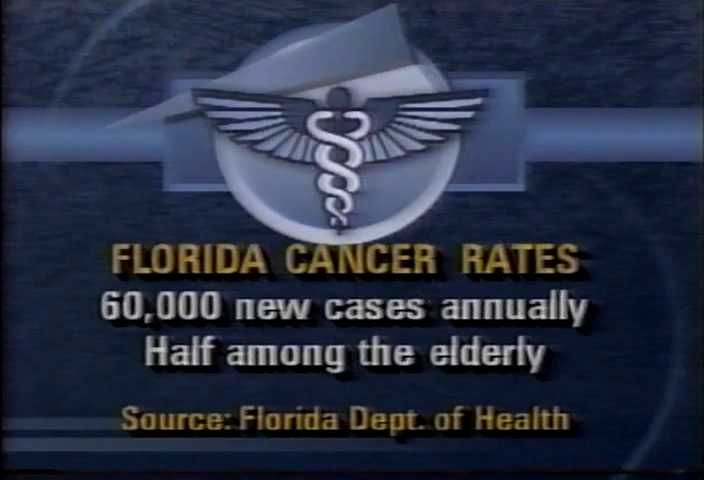 FLORIDA CANCER RATES
60,000 new cases annually
Half among the elderly
Source: Florida Dept. of Health